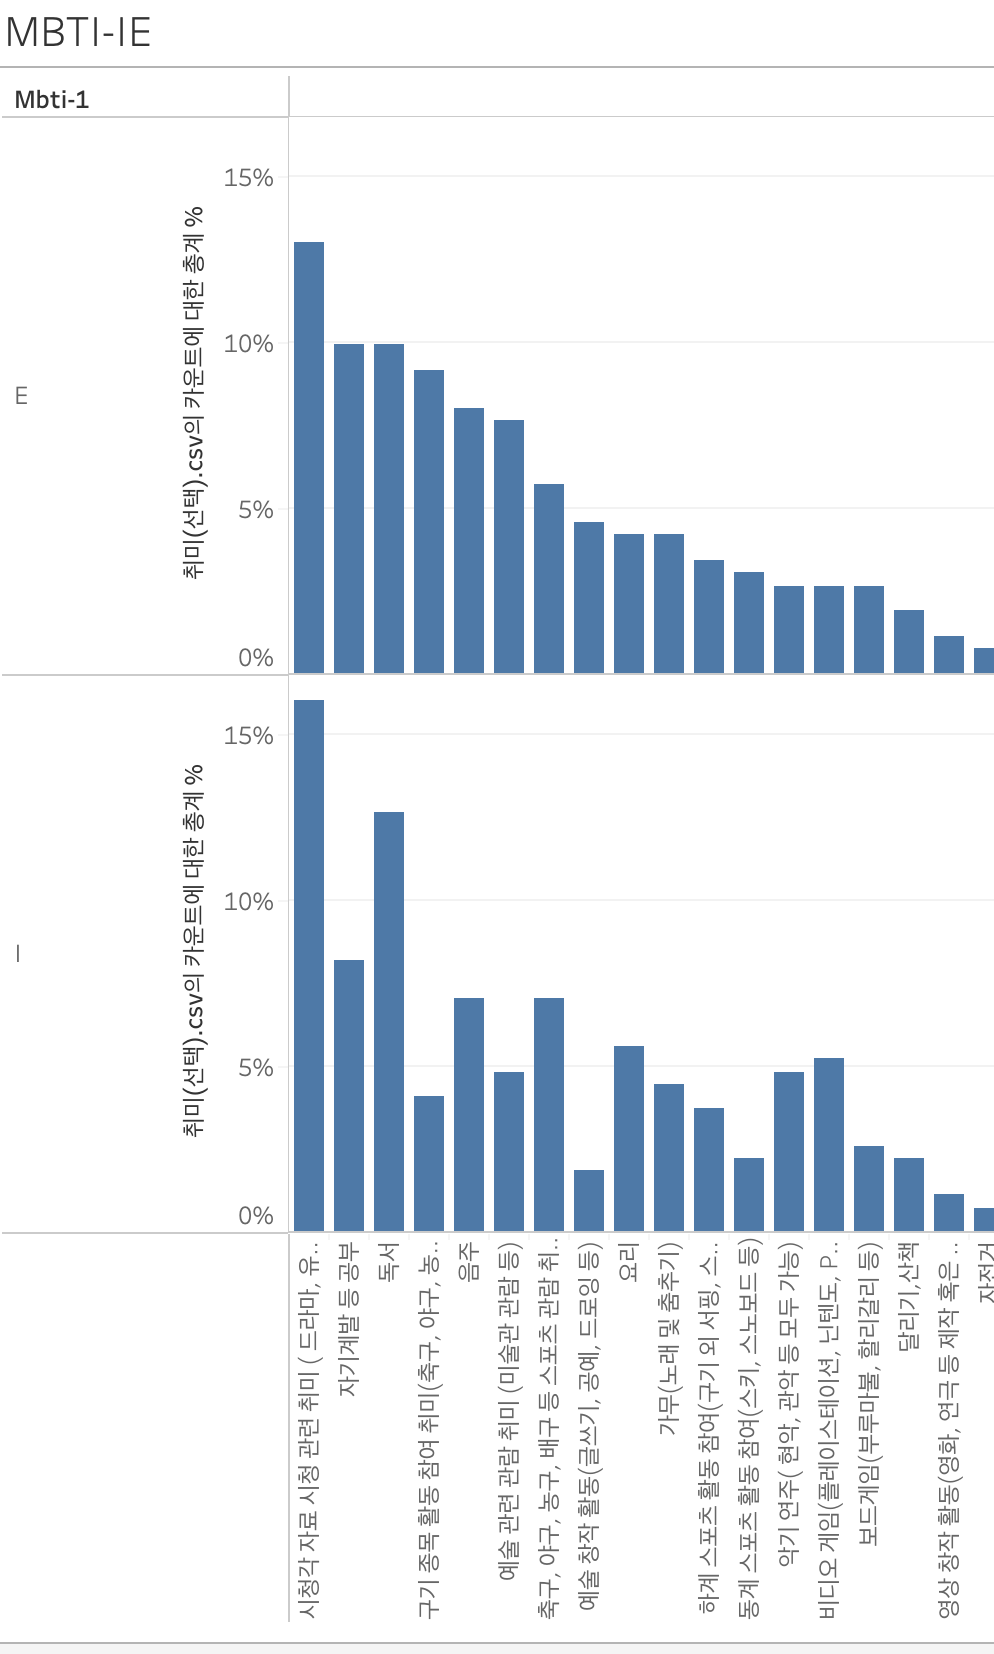 MBTI-IE
Mbti-1
E
취미(선택).csv의 카운트에 대한 총계 %
15%
10%
5%
0%
I
취미(선택).csv의 카운트에 대한 총계 %
15%
10%
5%
0%
시청각 자료 시청 관련 취미 ( 드라마, 유..
자기계발 등 공부
독서
구기 종목 활동 참여 취미(축구, 야구, 농..
음주
예술 관련 관람 취미 (미술관 관람 등)
축구, 야구, 농구, 배구 등 스포츠 관람 취..
예술 창작 활동(글쓰기, 공예, 드로잉 등)
요리
가무(노래 및 춤추기)
하계 스포츠 활동 참여(구기 외 서핑, 스..
동계 스포츠 활동 참여(스키, 스노보드 등)
악기 연주( 현악, 관악 등 모두 가능)
비디오 게임(플레이스테이션, 닌텐도, P..
보드게임(부루마불, 할리갈리 등)
달리기,산책
영상 창작 활동(영화, 연극 등 제작 혹은 ..
자전거